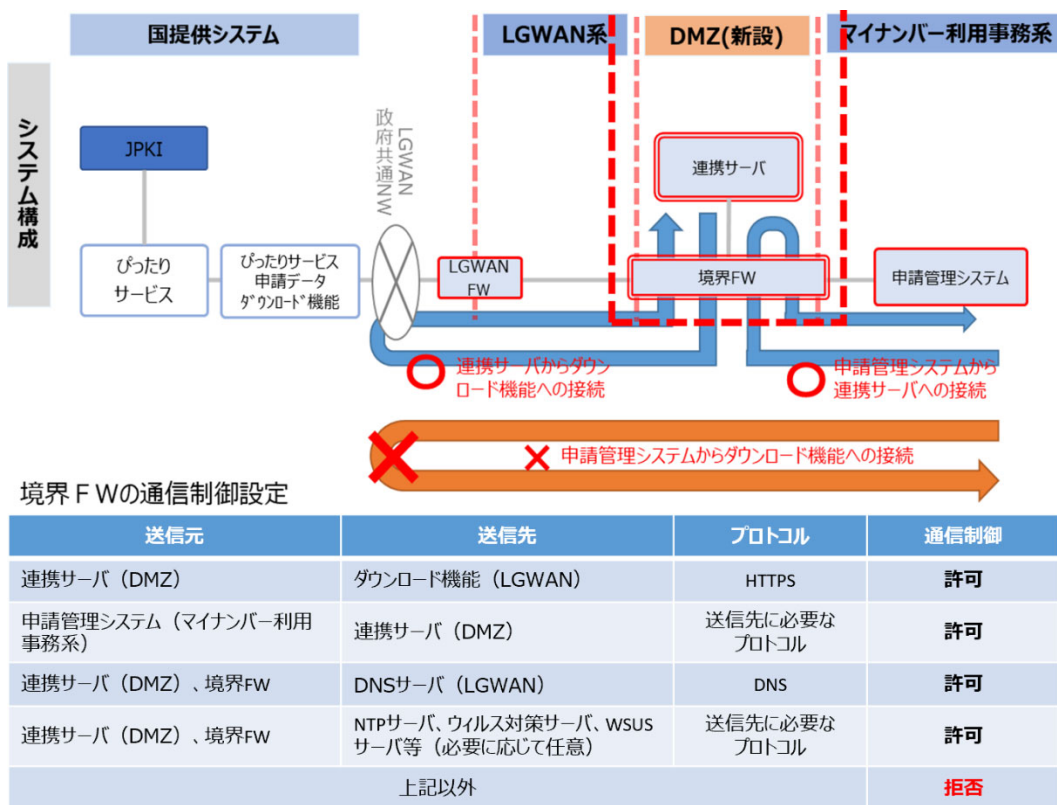 国提供システム
LGWAN系
DMZ(新設)
マイナンバー利用事務系
システム構成
JPKI
LGWAN
政府共通NW
連携サーバ
ぴったり
サービス
ぴったりサービス
申請データ
ダウンロード機能
LGWAN
FW
境界FW
申請管理システム
連携サーバからダウン
ロード機能への接続
申請管理システムから
連携サーバへの接続
申請管理システムからダウンロード機能への接続
境界FWの通信制御設定
送信元 送信先 プロトコル 通信制御
連携サーバ（DMZ） ダウンロード機能（LGWAN） HTTPS 許可
申請管理システム（マイナンバー利用
事務系）
連携サーバ（DMZ）
送信先に必要な
プロトコル
許可
連携サーバ（DMZ）、境界FW DNSサーバ（LGWAN） DNS 許可
連携サーバ（DMZ）、境界FW
NTPサーバ、ウィルス対策サーバ、WSUS
サーバ等（必要に応じて任意）
送信先に必要な
プロトコル
許可
上記以外 拒否